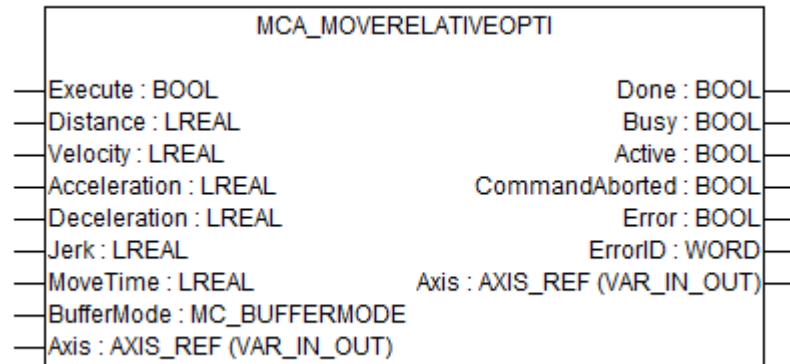 MCA_MOVERELATIVEOPTI
Execute : BOOL Done : BOOL
Distance : LREAL Busy : BOOL
Velocity : LREAL Active : BOOL
Acceleration : LREAL CommandAborted : BOOL
Deceleration : LREAL Error : BOOL
Jerk : LREAL ErrorID : WORD
MoveTime : LREAL Axis : AXIS_REF (VAR_IN_OUT)
BufferMode : MC_BUFFERMODE
Axis : AXIS_REF (VAR_IN_OUT)